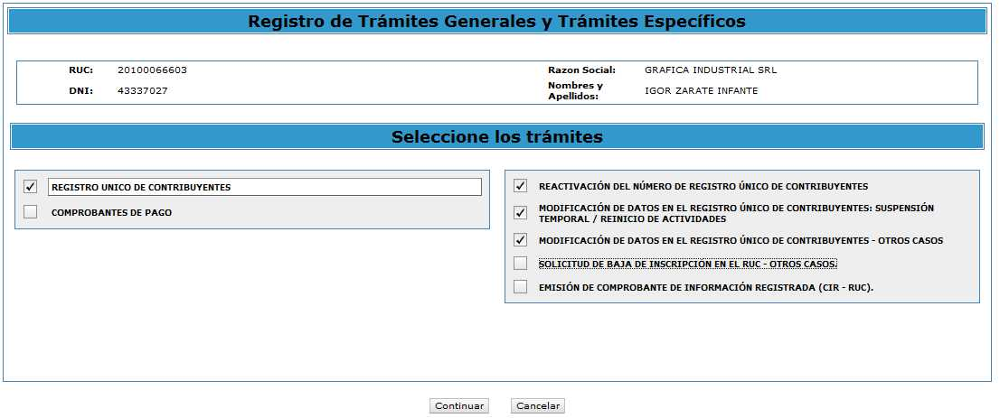 Registro de Trámites Generales y Trámites Específicos
RUC: 20100066603 Razon Social: GRAFICA INDUSTRIAL SRL
DNI: 43337027 Nombres y Apellidos: IGOR ZARATE INFANTE
Seleccione los trámites
REGISTRO UNICO DE CONTRIBUYENTES
COMPROBANTES DE PAGO
REACTIVACIÓN DEL NÚMERO DE REGISTRO ÚNICO DE CONTRIBUYENTES
MODIFICACIÓN DE DATOS EN EL REGISTRO ÚNICO DE CONTRIBUYENTES: SUSPENSIÓN
TEMPORAL / REINICIO DE ACTIVIDADES
MODIFICACIÓN DE DATOS EN EL REGISTRO ÚNICO DE CONTRIBUYENTES - OTROS CASOS
SOLICITUD DE BAJA DE INSCRIPCIÓN EN EL RUC - OTROS CASOS.
EMISIÓN DE COMPROBANTE DE INFORMACIÓN REGISTRADA (CIR - RUC).
Continuar Cancelar